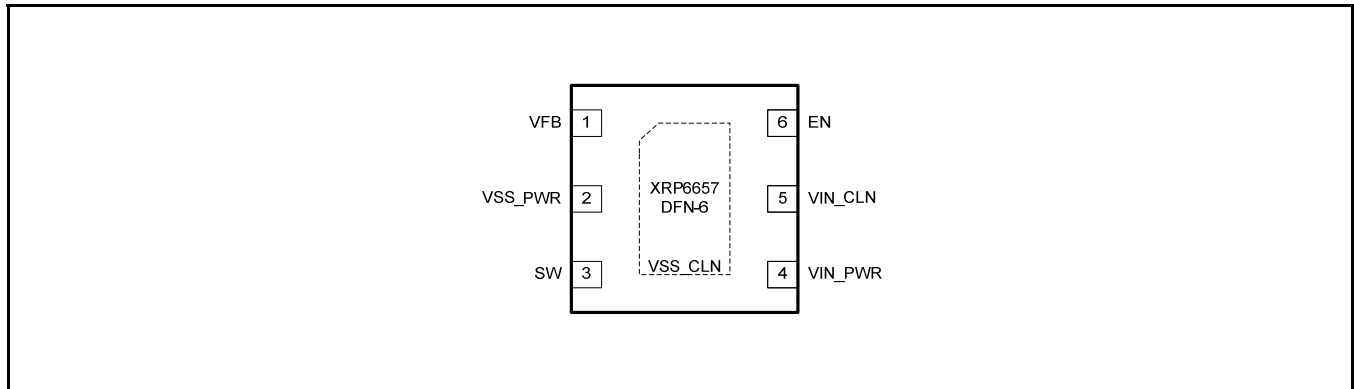 VFB 1
6 EN
VSS_PWR 2
XRP6657
DFN-6
5 VIN_CLN
SW 3
VSS_CLN
4 VIN_PWR